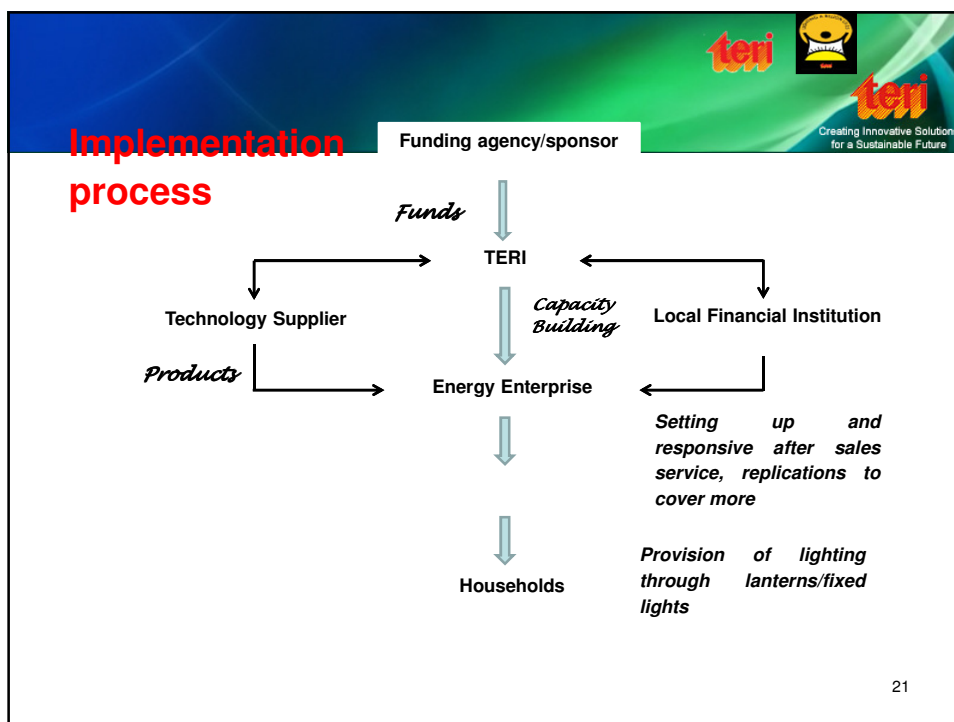 teri
teri
Creating Innovative Solution
for a Sustainable Future
Implementation
process
Funding agency/sponsor
Funds
TERI
Technology Supplier
Capacity
Building
Local Financial Institution
Products
Energy Enterprise
Setting up and
responsive after sales
service, replications to
cover more
Provision of lighting
through lanterns/fixed
lights
Households
21